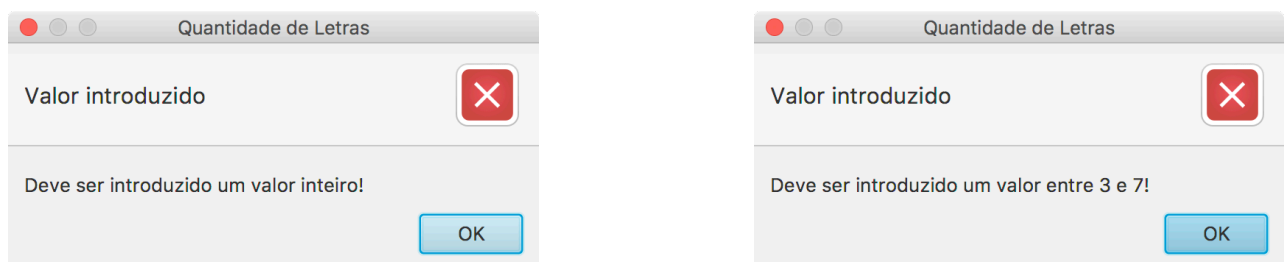 Quantidade de Letras
Valor introduzido
Deve ser introduzido um valor inteiro!
OK
Quantidade de Letras
Valor introduzido
Deve ser introduzido um valor entre 3 e 7!
OK